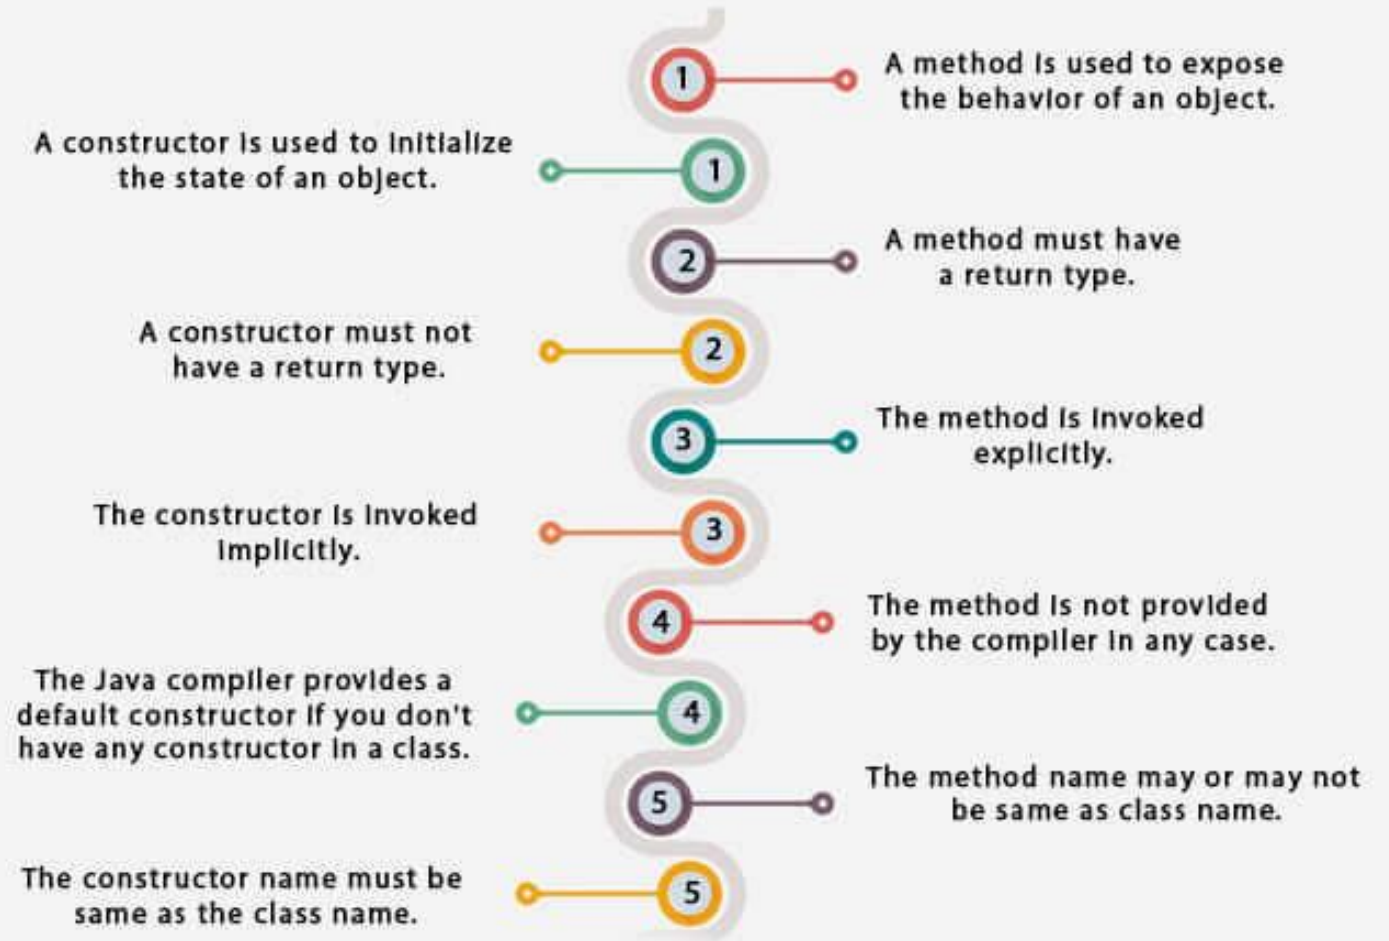 1
A method is used to expose
the behavior of an object.
A constructor is used to initialize
the state of an object.
1
2
A method must have
a return type.
A constructor must not
have a return type.
2
3
The method is invoked
explicitly.
The constructor is invoked
implicitly.
3
4
The method is not provided
by the compiler in any case.
The Java compiler provides a
default constructor if you don't
have any constructor in a class.
4
5
The method name may or may not
be same as class name.
The constructor name must be
same as the class name.
5